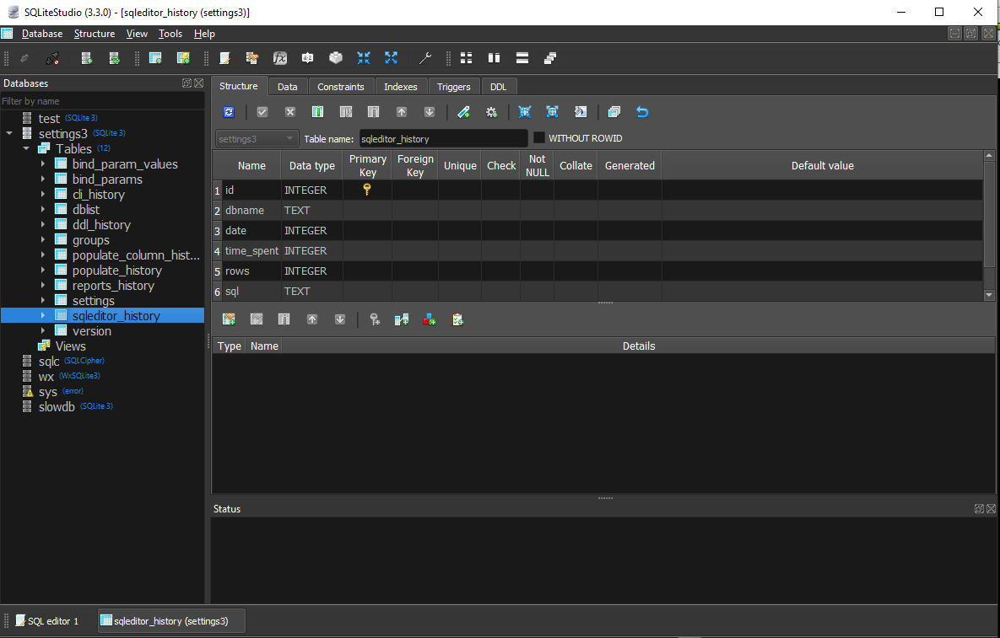 SQLiteStudio (3.3.0) - [sqleditor_history (settings3)]
Database Structure View Tools Help
Databases
Filter by name
test (SQLite 3)
settings3 (SQLite 3)
Tables (12)
bind_param_values
bind_params
cli_history
dblist
ddl_history
groups
populate_column_hist...
populate_history
reports_history
settings
sqleditor_history
version
Views
sqlc (SQLCipher)
wx (WxSQLite3)
sys (error)
slowdb (SQLite 3)
Structure Data Constraints Indexes Triggers DDL
settings3 Table name: sqleditor_history WITHOUT ROWID
Name Data type Primary Key Foreign Key Unique Check Not NULL Collate Generated Default value
1 id INTEGER
2 dbname TEXT
3 date INTEGER
4 time_spent INTEGER
5 rows INTEGER
6 sql TEXT
Type Name Details
Status
SQL editor 1 sqleditor_history (settings3)